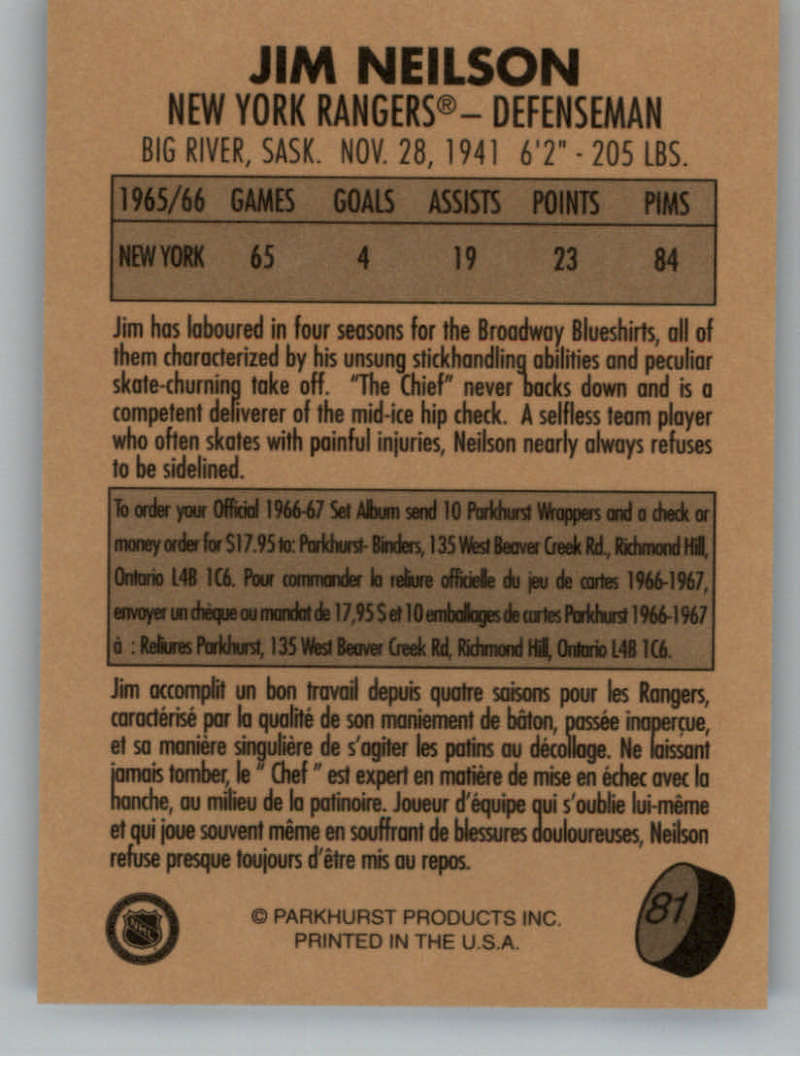 JIM NEILSON
NEW YORK RANGERS® – DEFENSEMAN
BIG RIVER, SASK. NOV. 28, 1941 6'2" - 205 LBS.
1965/66 GAMES GOALS ASSISTS POINTS PIMS
NEW YORK 65 4 19 23 84
Jim has laboured in four seasons for the Broadway Blueshirts, all of
them characterized by his unsung stickhandling abilities and peculiar
skate-churning take off. "The Chief" never backs down and is a
competent deliverer of the mid-ice hip check. A selfless team player
who often skates with painful injuries, Neilson nearly always refuses
to be sidelined.
To order your Official 1966-67 Set Album send 10 Parkhurst Wrappers and a check or
money order for $17.95 to: Parkhurst- Binders, 135 West Beaver Creek Rd., Richmond Hill,
Ontario L4B 1C6. Pour commander la reliure officielle du jeu de cartes 1966-1967,
envoyer un chèque ou mandat de 17,95 $ et 10 emballages de cartes Parkhurst 1966-1967
à : Reliures Parkhurst, 135 West Beaver Creek Rd, Richmond Hill, Ontario L4B 1C6.
Jim accomplit un bon travail depuis quatre saisons pour les Rangers,
caractérisé par la qualité de son maniement de bâton, passée inaperçue,
et sa manière singulière de s'agiter les patins au décollage. Ne laissant
jamais tomber, le " Chef " est expert en matière de mise en échec avec la
hanche, au milieu de la patinoire. Joueur d'équipe qui s'oublie lui-même
et qui joue souvent même en souffrant de blessures douloureuses, Neilson
refuse presque toujours d'être mis au repos.
NHL
© PARKHURST PRODUCTS INC.
PRINTED IN THE U.S.A.
81